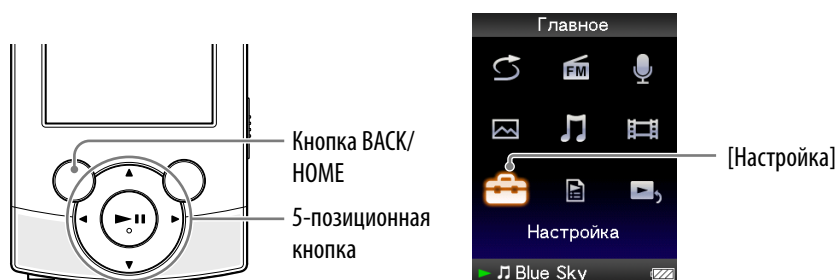 Кнопка BACK/
HOME
5-позиционная
кнопка
Главное
FM
[Настройка]
Настройка
Blue Sky